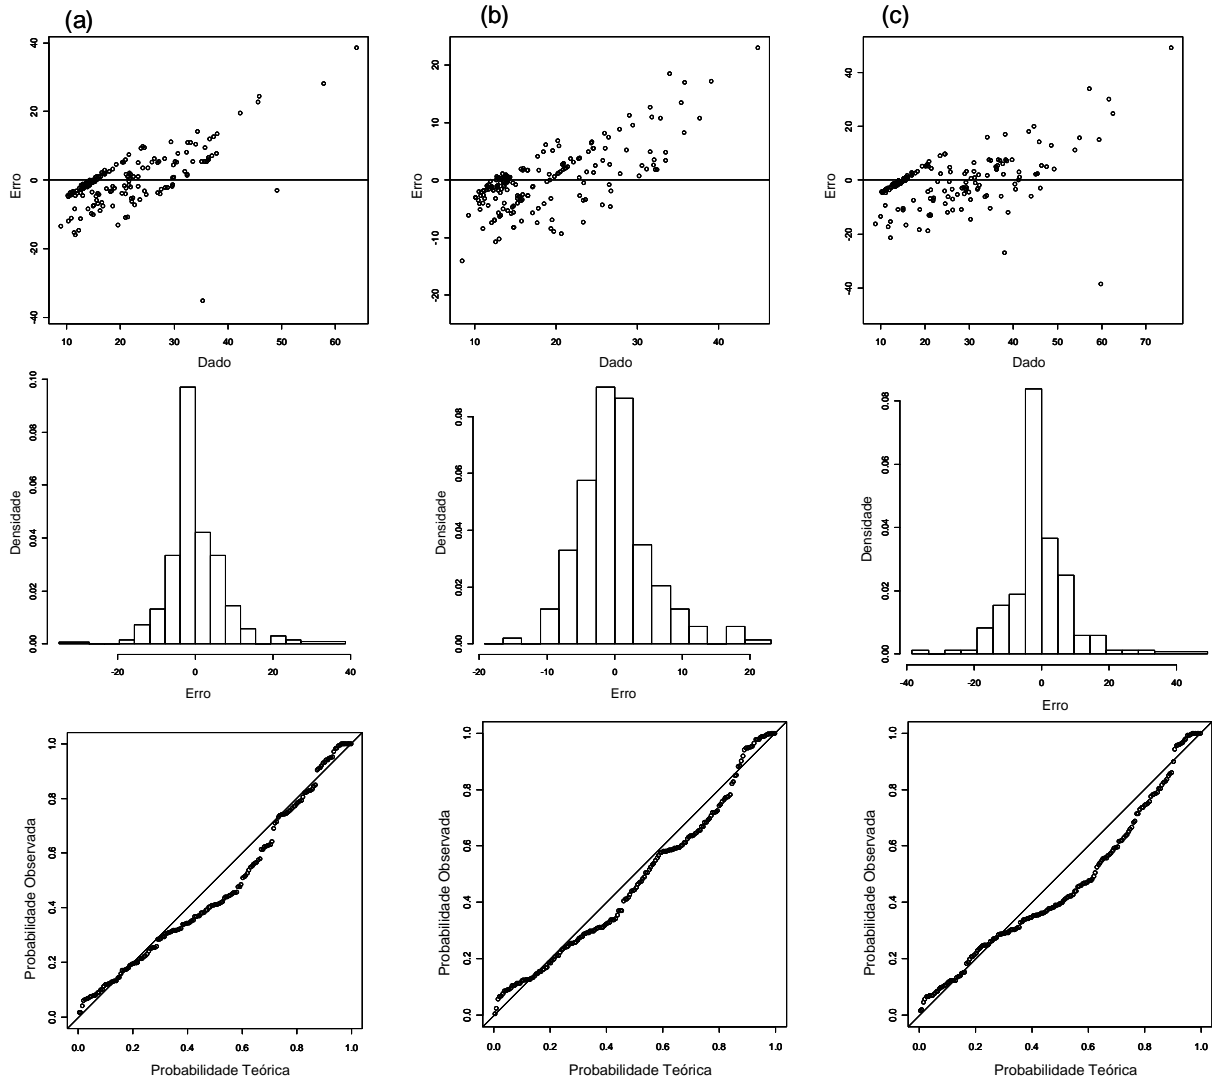 (a) (b) (c)
Erro
40
20
0
-20
-40
10 20 30 40 50 60
Dado
Erro
20
10
0
-10
-20
10 20 30 40
Dado
Erro
40
20
0
-20
-40
10 20 30 40 50 60 70
Dado
Densidade
0.10
0.08
0.06
0.04
0.02
0.00
-20 0 20 40
Erro
Densidade
0.08
0.06
0.04
0.02
0.00
-20 -10 0 10 20
Erro
Densidade
0.08
0.06
0.04
0.02
0.00
-40 -20 0 20 40
Erro
Probabilidade Observada
1.0
0.8
0.6
0.4
0.2
0.0
0.0 0.2 0.4 0.6 0.8 1.0
Probabilidade Teórica
Probabilidade Observada
1.0
0.8
0.6
0.4
0.2
0.0
0.0 0.2 0.4 0.6 0.8 1.0
Probabilidade Teórica
Probabilidade Observada
1.0
0.8
0.6
0.4
0.2
0.0
0.0 0.2 0.4 0.6 0.8 1.0
Probabilidade Teórica